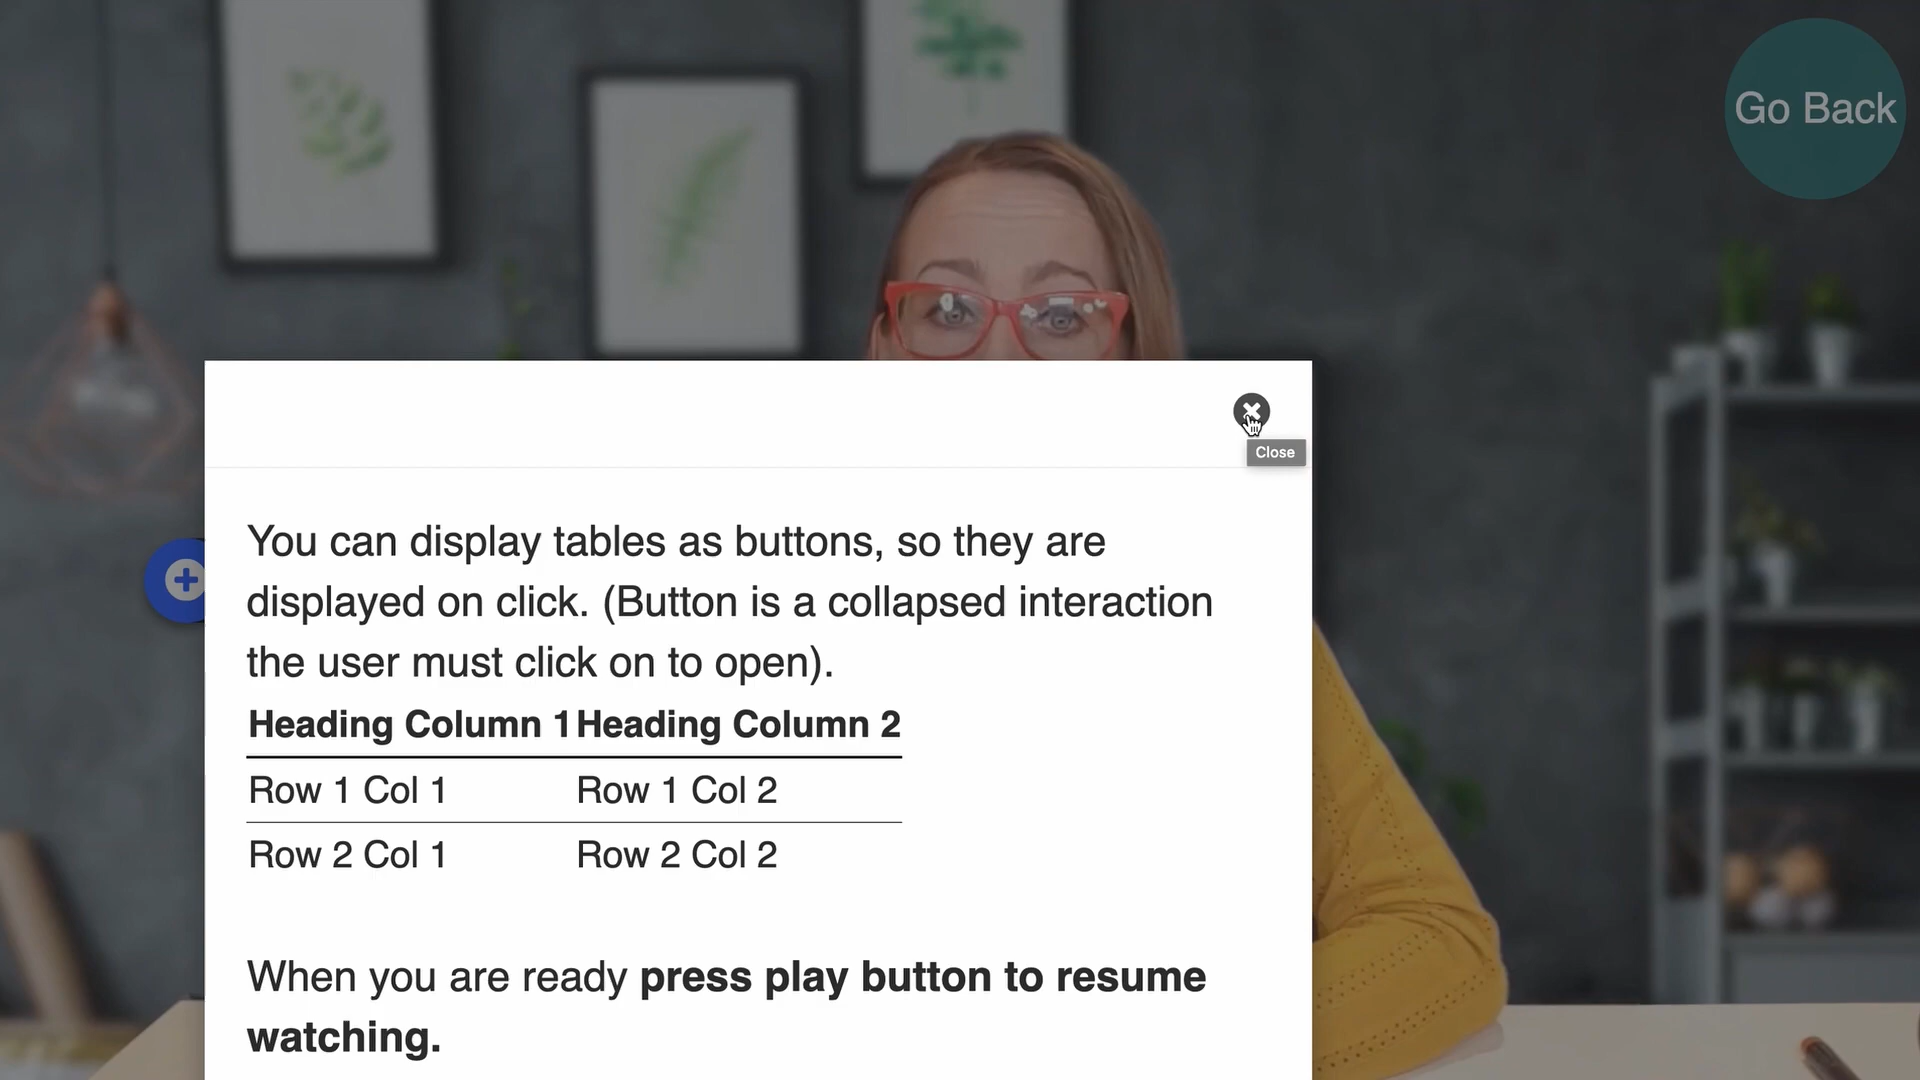 Go Back
Close
You can display tables as buttons, so they are
displayed on click. (Button is a collapsed interaction
the user must click on to open).
Heading Column 1 Heading Column 2
Row 1 Col 1 Row 1 Col 2
Row 2 Col 1 Row 2 Col 2
When you are ready press play button to resume
watching.